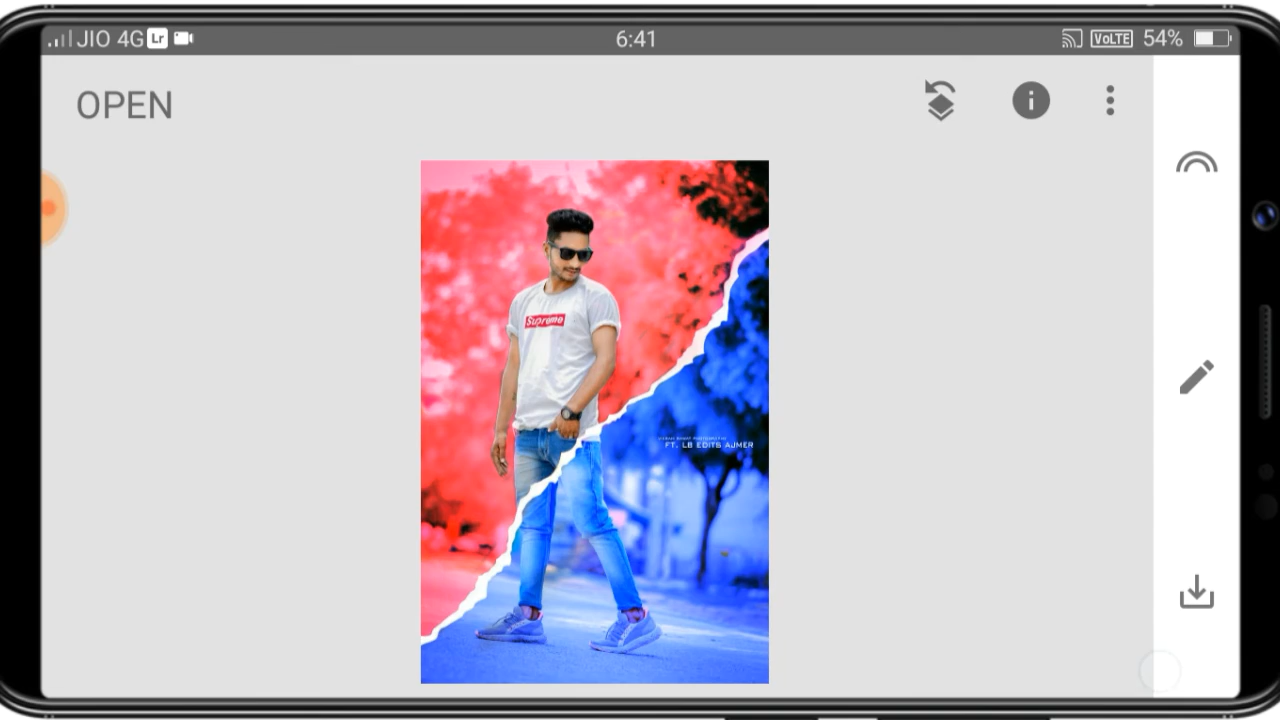 JIO 4G Lr
6:41
VoLTE 54%
OPEN
Supreme
FT. LB EDITS AJMER